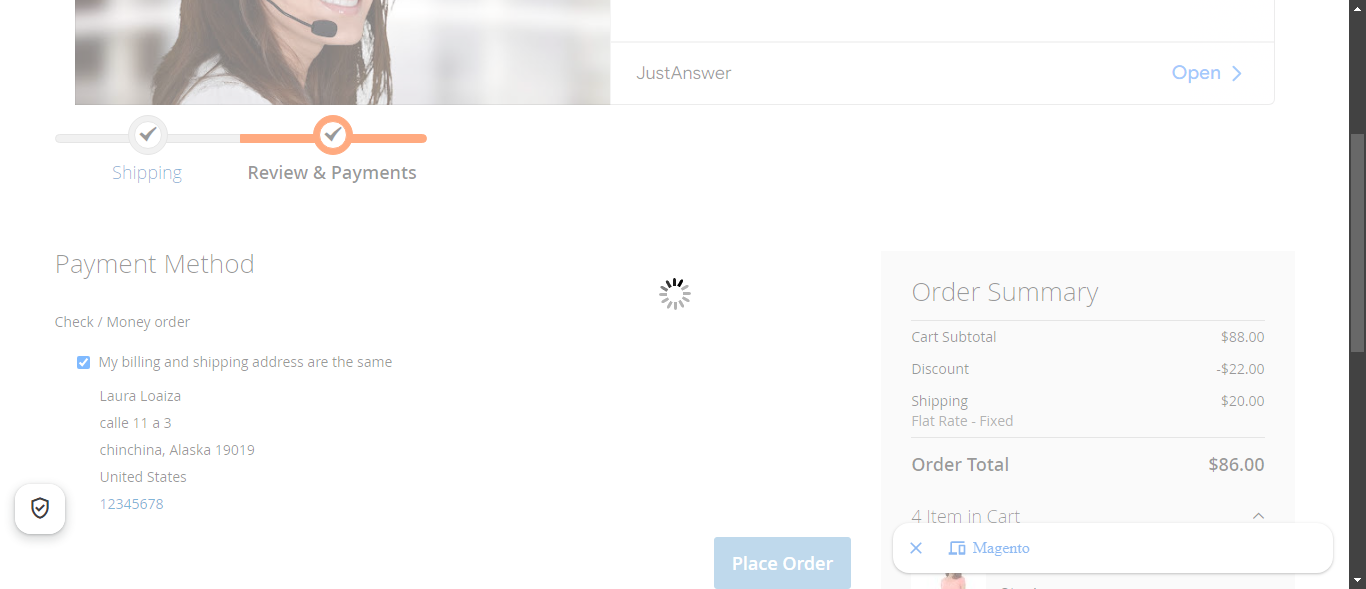 JustAnswer
Open
Shipping
Review & Payments
Payment Method
Check / Money order
My billing and shipping address are the same
Laura Loaiza
calle 11 a 3
chinchina, Alaska 19019
United States
12345678
Place Order
Order Summary
Cart Subtotal $88.00
Discount -$22.00
Shipping $20.00
Flat Rate - Fixed
Order Total $86.00
4 Item in Cart
Magento